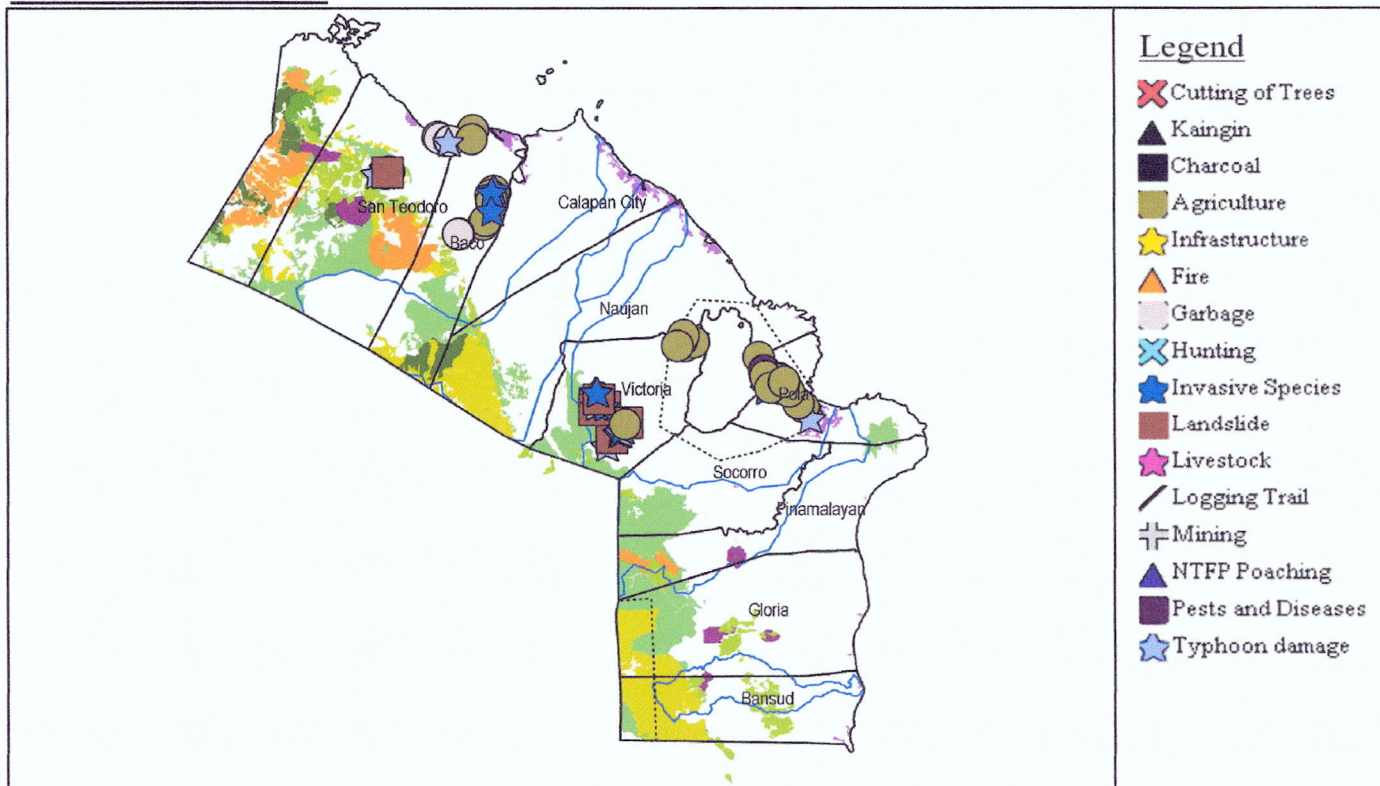 Legend
Cutting of Trees
Kaingin
Charcoal
Agriculture
Infrastructure
Fire
Garbage
Hunting
Invasive Species
Landslide
Livestock
Logging Trail
Mining
NTFP Poaching
Pests and Diseases
Typhoon damage
San Teodoro
Calapan City
Baco
Naujan
Victoria
Pola
Socorro
Pinamalayan
Gloria
Bansud